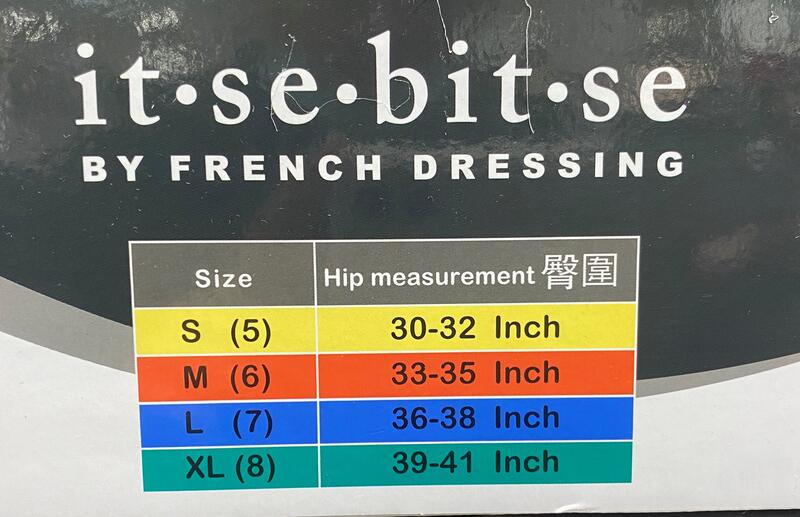 it•se•bit•se
BY FRENCH DRESSING
Size Hip measurement 臀圍
S (5) 30-32 Inch
M (6) 33-35 Inch
L (7) 36-38 Inch
XL (8) 39-41 Inch